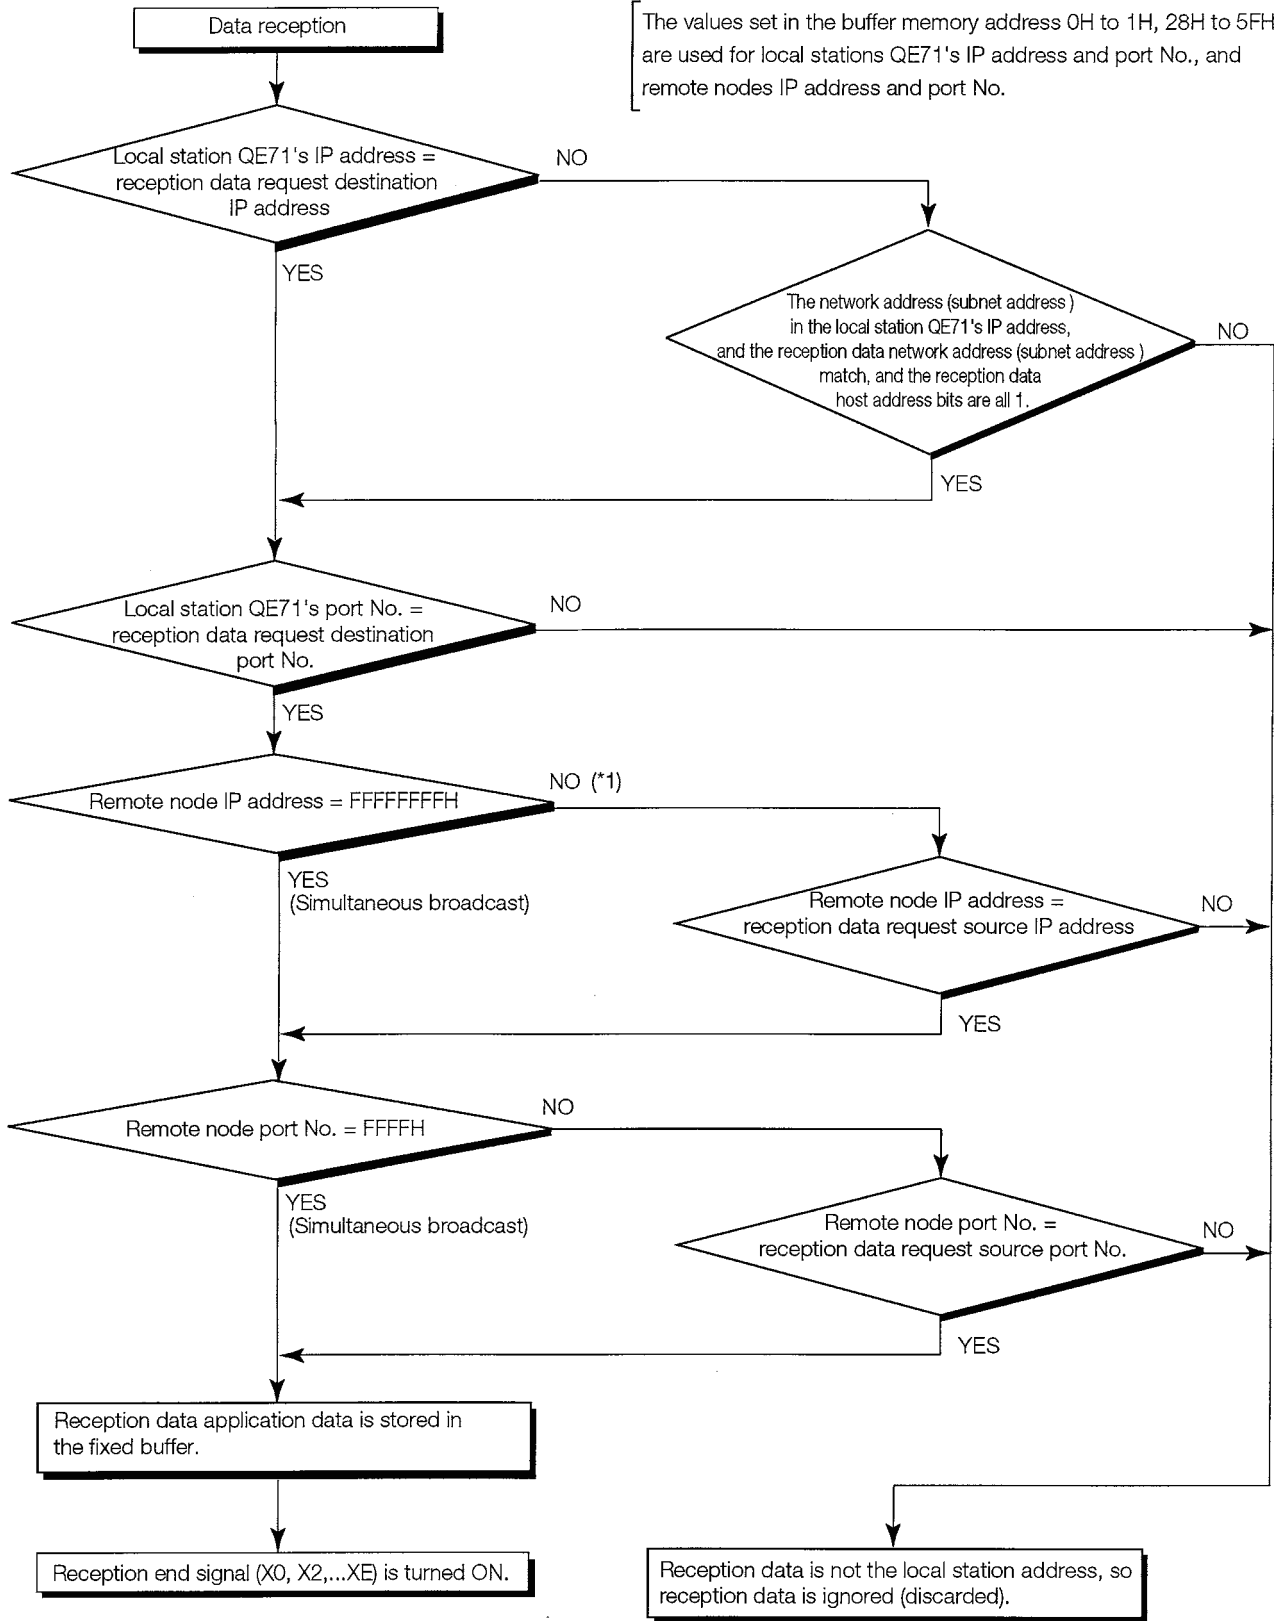 Data reception
The values set in the buffer memory address 0H to 1H, 28H to 5FH
are used for local stations QE71's IP address and port No., and
remote nodes IP address and port No.
Local station QE71's IP address =
reception data request destination
IP address
NO
YES
The network address (subnet address )
in the local station QE71's IP address,
and the reception data network address (subnet address )
match, and the reception data
host address bits are all 1.
NO
YES
Local station QE71's port No. =
reception data request destination
port No.
NO
YES
Remote node IP address = FFFFFFFFH
NO (*1)
YES
(Simultaneous broadcast)
Remote node IP address =
reception data request source IP address
NO
YES
Remote node port No. = FFFFH
NO
YES
(Simultaneous broadcast)
Remote node port No. =
reception data request source port No.
NO
YES
Reception data application data is stored in
the fixed buffer.
Reception end signal (X0, X2,...XE) is turned ON.
Reception data is not the local station address, so
reception data is ignored (discarded).